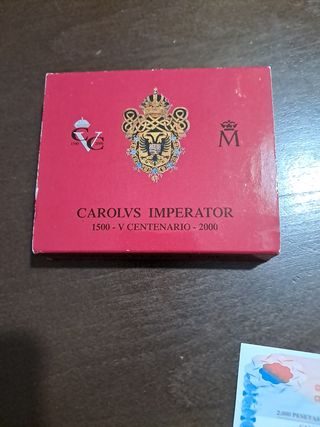 M
CAROLVS IMPERATOR
1500 - V CENTENARIO - 2000
2.000 PESETAS